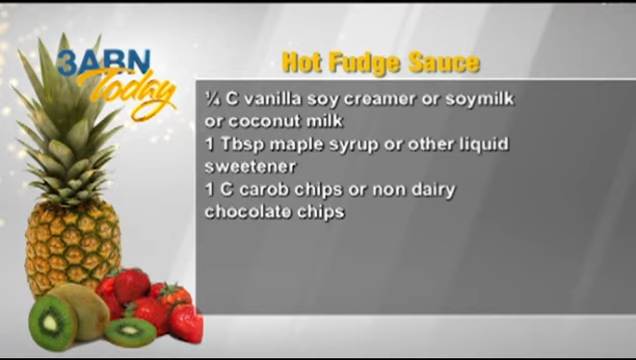 3ABN
Today
Hot Fudge Sauce
¼ C vanilla soy creamer or soymilk
or coconut milk
1 Tbsp maple syrup or other liquid
sweetener
1 C carob chips or non dairy
chocolate chips